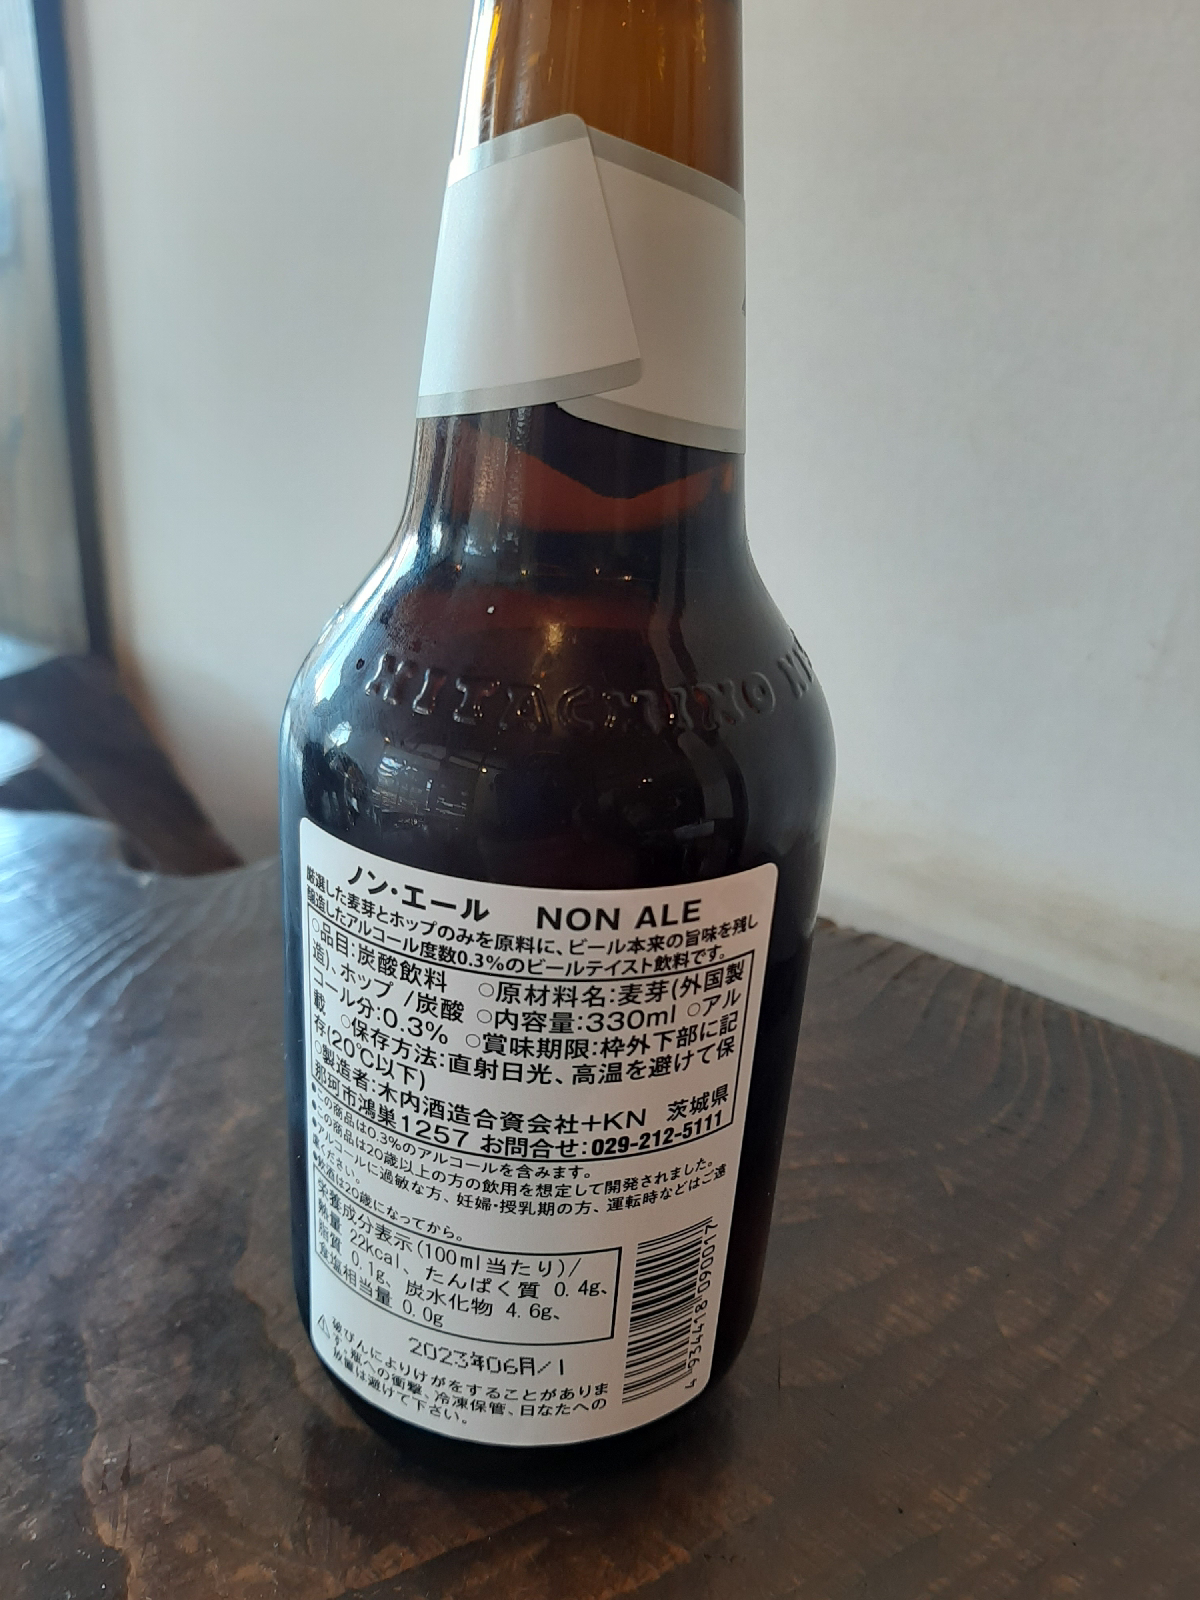 HITACHINO
ノン・エール NON ALE
厳選した麦芽とホップのみを原料に、ビール本来の旨味を残し
醸造したアルコール度数0.3%のビールテイスト飲料です。
○品目:炭酸飲料 ○原材料名:麦芽(外国製
造)、ホップ /炭酸 ○内容量:330ml ○アル
コール分:0.3% ○賞味期限:枠外下部に記
載 ○保存方法:直射日光、高温を避けて保
存(20℃以下)
○製造者:木内酒造合資会社+KN 茨城県
那珂市鴻巣1257 お問合せ:029-212-5111
●この商品は0.3%のアルコールを含みます。
●この商品は20歳以上の方の飲用を想定して開発されました。
●アルコールに過敏な方、妊婦・授乳期の方、運転時などはご遠
慮ください。
●飲酒は20歳になってから。
栄養成分表示(100ml当たり)/
熱量 22kcal、たんぱく質 0.4g、
脂質 0.1g、炭水化物 4.6g、
食塩相当量 0.0g
2023年06月/1
破びんによりけがをすることがありま
す。瓶への衝撃、冷凍保管、日なたへの
放置は避けて下さい。
4 934418 090017